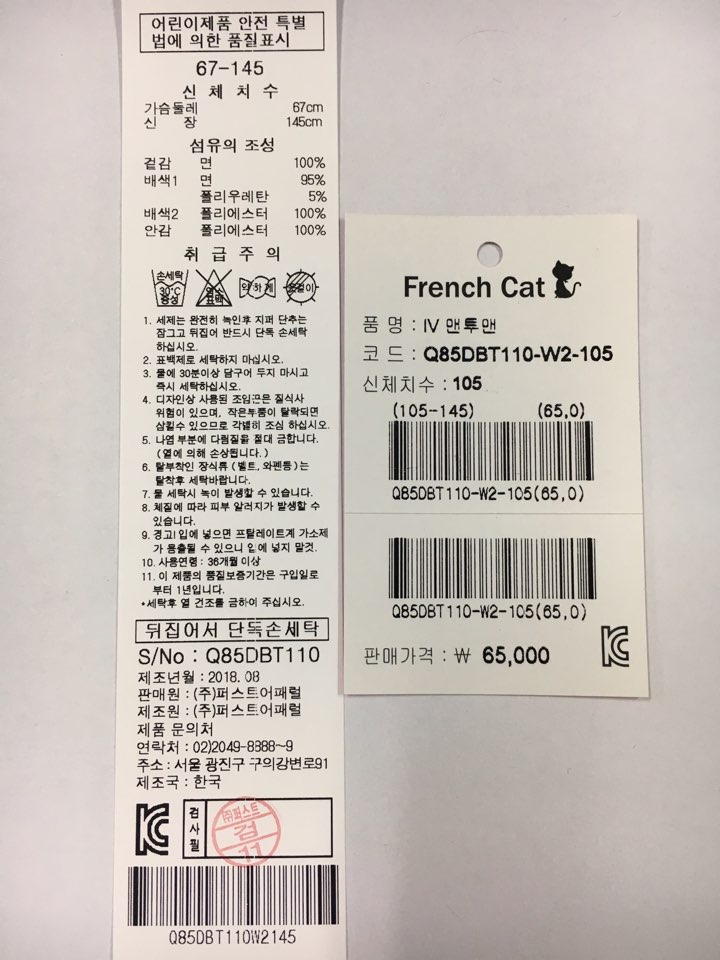 어린이제품 안전 특별
법에 의한 품질표시
67-145
신 체 치 수
가슴둘레 67cm
신 장 145cm
섬유의 조성
겉감 면 100%
배색1 면 95%
폴리우레탄 5%
배색2 폴리에스터 100%
안감 폴리에스터 100%
취 급 주 의
손세탁 30°C 중성 염소 표백 약하게 옷걸이
1. 세제는 완전히 녹인후 지퍼 단추는
잠그고 뒤집어 반드시 단독 손세탁
하십시오.
2. 표백제로 세탁하지 마십시오.
3. 물에 30분이상 담구어 두지 마시고
즉시 세탁하십시오.
4. 디자인상 사용된 조임끈은 질식사
위험이 있으며, 작은부품이 탈락되면
삼킬수 있으므로 각별히 조심 하십시오.
5. 나염 부분에 다림질을 절대 금합니다.
(열에 의해 손상됩니다.)
6. 탈부착인 장식류 (벨트, 와펜등)는
탈착후 세탁바랍니다.
7. 물 세탁시 녹이 발생할 수 있습니다.
8. 체질에 따라 피부 알러지가 발생할 수
있습니다.
9. 경고! 입에 넣으면 프탈레이트계 가소제
가 용출될 수 있으니 입에 넣지 말것.
10. 사용연령 : 36개월 이상
11. 이 제품의 품질보증기간은 구입일로
부터 1년입니다.
*세탁후 열 건조를 금하여 주십시오.
뒤집어서 단독손세탁
S/No : Q85DBT110
제조년월 : 2018. 08
판매원 : (주)퍼스트어패럴
제조원 : (주)퍼스트어패럴
제품 문의처
연락처 : 02)2049-8888~9
주소 : 서울 광진구 구의강변로91
제조국 : 한국
KC 검사필 (주)퍼스트 검 11
Q85DBT110W2145
French Cat
품 명 : IV 맨투맨
코 드 : Q85DBT110-W2-105
신체치수 : 105
(105-145) (65,0)
Q85DBT110-W2-105(65,0)
Q85DBT110-W2-105(65,0)
판매가격 : ₩ 65,000
KC